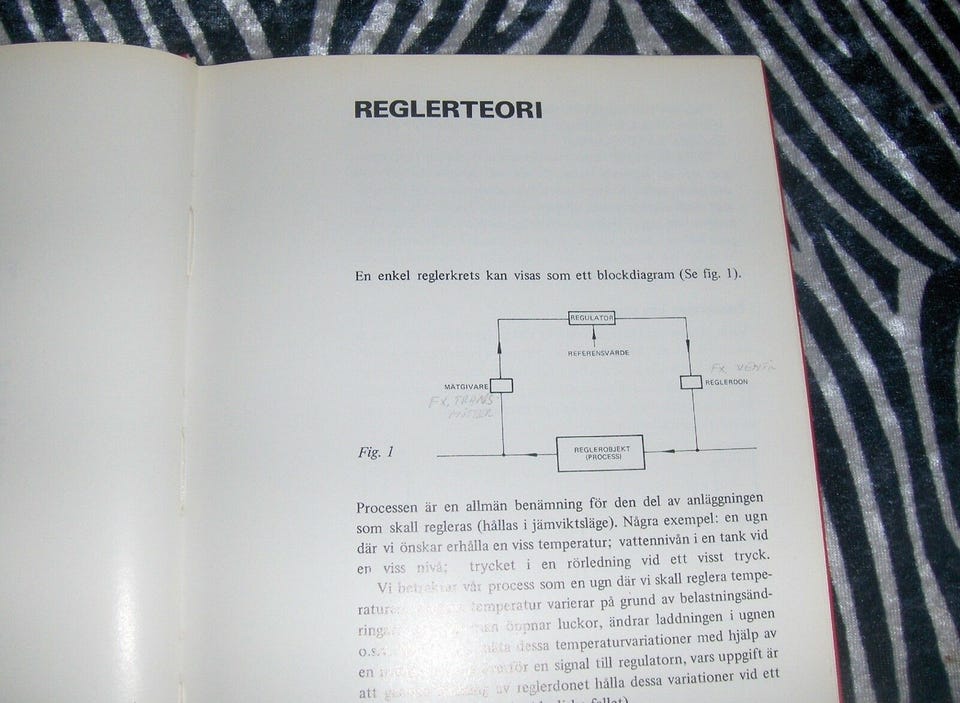 REGLERTEORI
En enkel reglerkrets kan visas som ett blockdiagram (Se fig. 1).
REGULATOR
REFERENSVÄRDE
FX VENTIL
MÄTGIVARE
REGLERDON
FX, TRANS
MITTER
REGLEROBJEKT
(PROCESS)
Fig. 1
Processen är en allmän benämning för den del av anläggningen
som skall regleras (hållas i jämviktsläge). Några exempel: en ugn
där vi önskar erhålla en viss temperatur; vattennivån i en tank vid
en viss nivå; trycket i en rörledning vid ett visst tryck.
Vi betraktar vår process som en ugn där vi skall reglera tempe-
temperatur varierar på grund av belastningsänd-
öppnar luckor, ändrar laddningen i ugnen
dessa temperaturvariationer med hjälp av
en för en signal till regulatorn, vars uppgift är
att av reglerdonet hålla dessa variationer vid ett